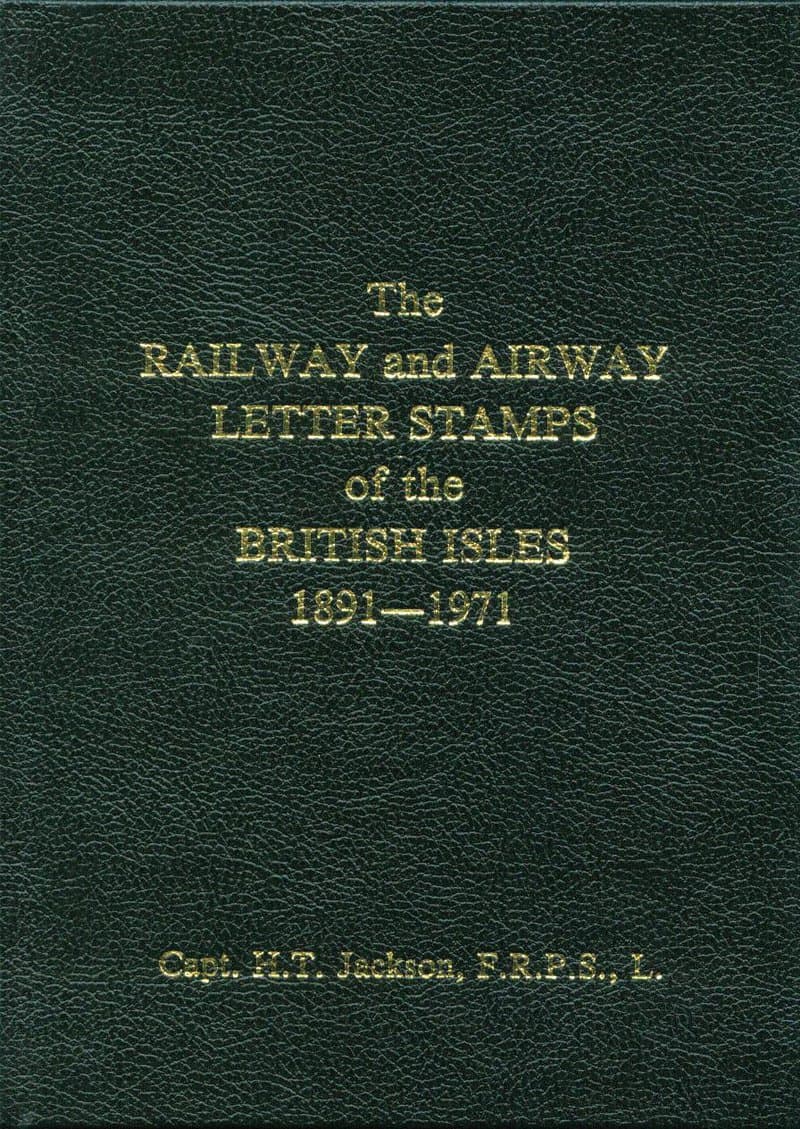 The
RAILWAY and AIRWAY
LETTER STAMPS
of the
BRITISH ISLES
1891—1971
Capt. H.T. Jackson, F.R.P.S., L.